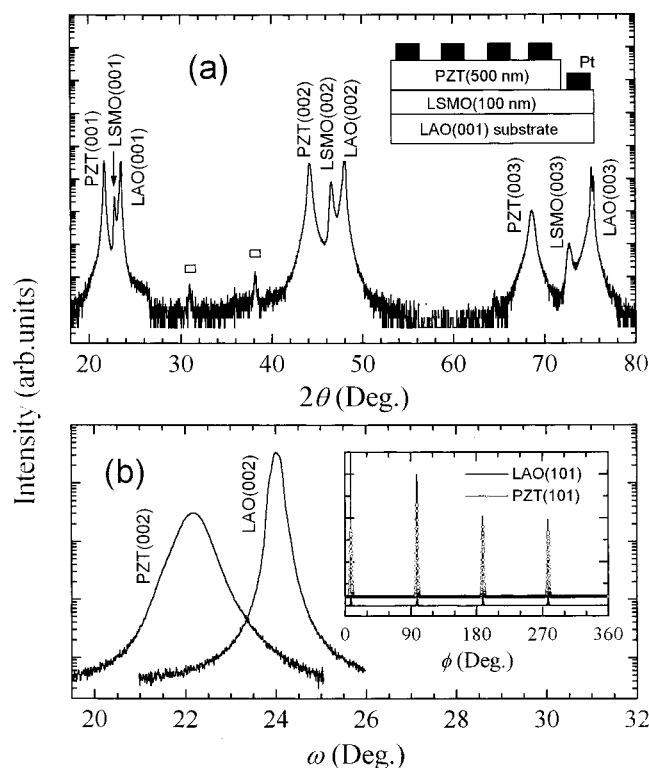 Intensity (arb.units)
(a)
PZT(001)
LSMO(001)
LAO(001)
PZT(002)
LSMO(002)
LAO(002)
PZT(003)
LSMO(003)
LAO(003)
Pt
PZT(500 nm)
LSMO(100 nm)
LAO(001) substrate
20 30 40 50 60 70 80
2θ (Deg.)
(b)
PZT(002)
LAO(002)
LAO(101)
PZT(101)
0 90 180 270 360
ϕ (Deg.)
20 22 24 26 28 30 32
ω (Deg.)